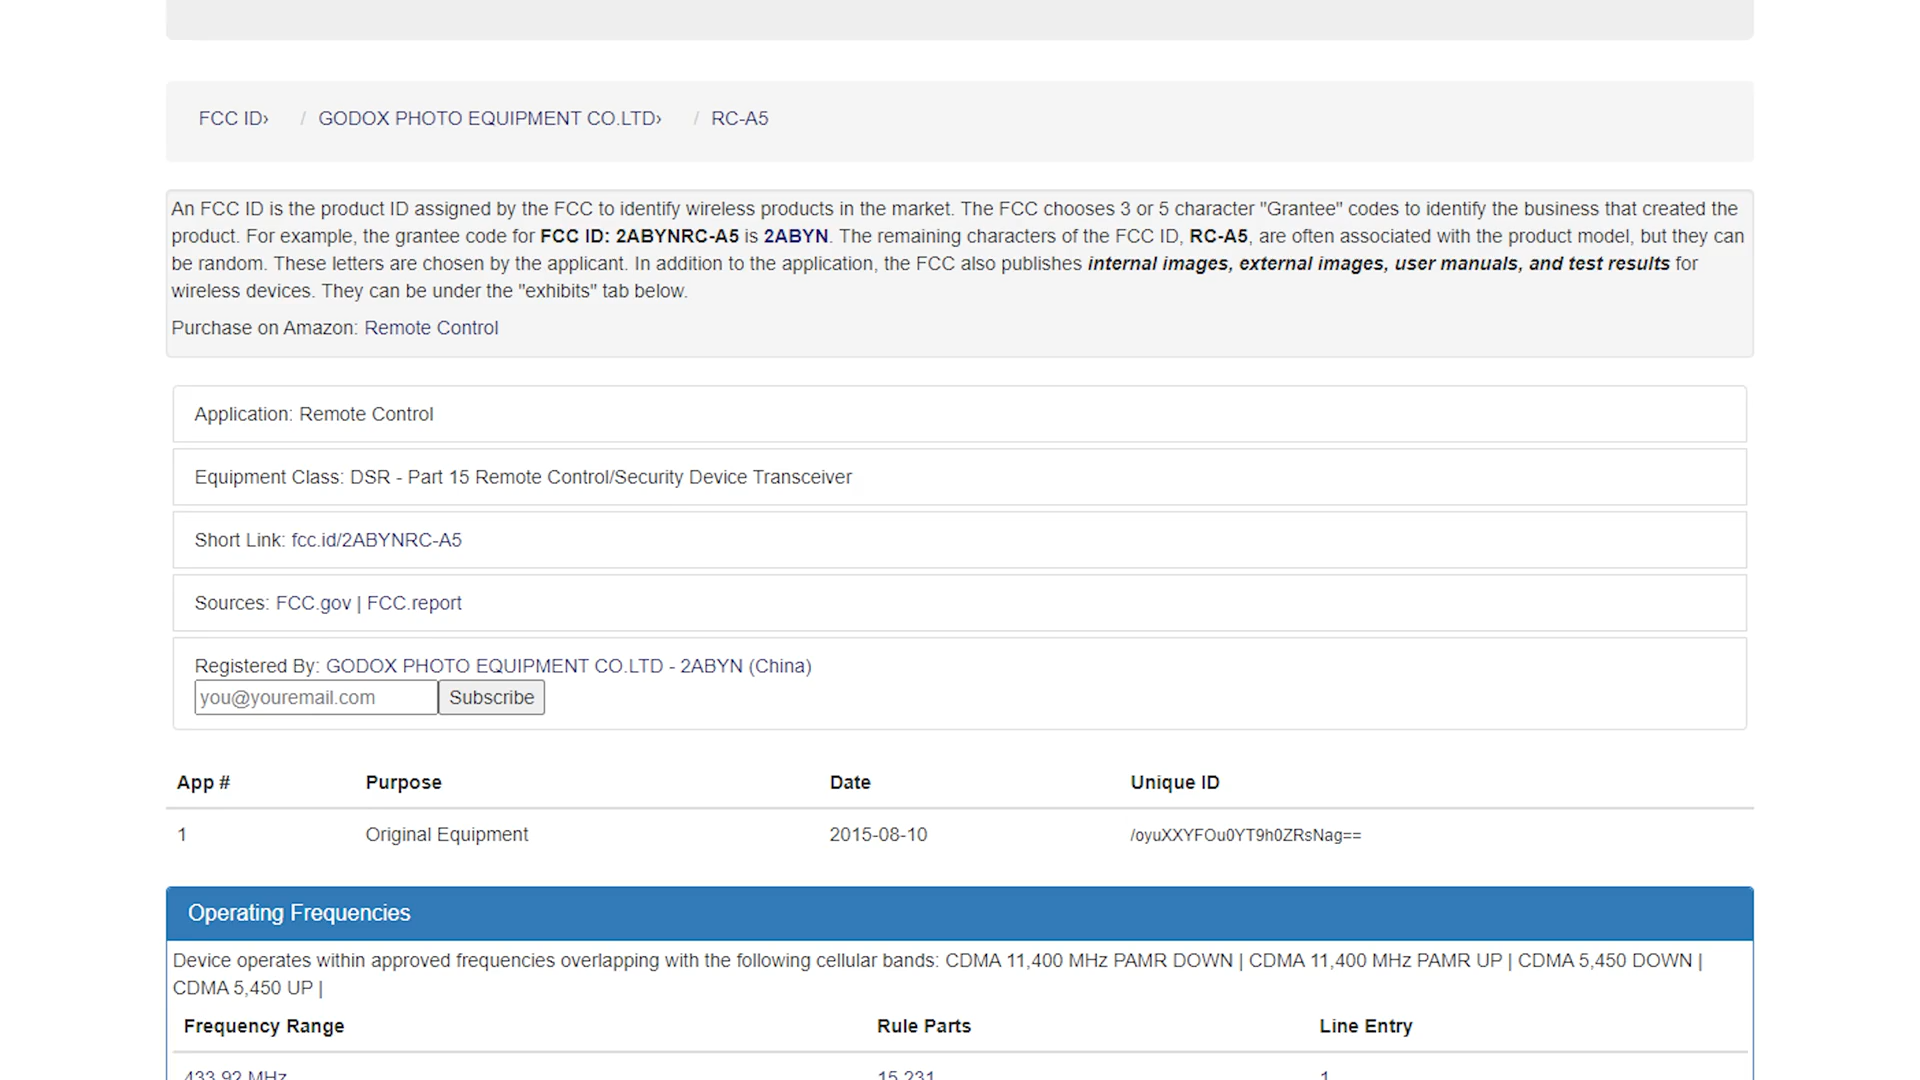 FCC ID› / GODOX PHOTO EQUIPMENT CO.LTD› / RC-A5
An FCC ID is the product ID assigned by the FCC to identify wireless products in the market. The FCC chooses 3 or 5 character "Grantee" codes to identify the business that created the
product. For example, the grantee code for FCC ID: 2ABYNRC-A5 is 2ABYN. The remaining characters of the FCC ID, RC-A5, are often associated with the product model, but they can
be random. These letters are chosen by the applicant. In addition to the application, the FCC also publishes internal images, external images, user manuals, and test results for
wireless devices. They can be under the "exhibits" tab below.
Purchase on Amazon: Remote Control
Application: Remote Control
Equipment Class: DSR - Part 15 Remote Control/Security Device Transceiver
Short Link: fcc.id/2ABYNRC-A5
Sources: FCC.gov | FCC.report
Registered By: GODOX PHOTO EQUIPMENT CO.LTD - 2ABYN (China)
you@youremail.com Subscribe
App # Purpose Date Unique ID
1 Original Equipment 2015-08-10 /oyuXXYFOu0YT9h0ZRsNag==
Operating Frequencies
Device operates within approved frequencies overlapping with the following cellular bands: CDMA 11,400 MHz PAMR DOWN | CDMA 11,400 MHz PAMR UP | CDMA 5,450 DOWN |
CDMA 5,450 UP |
Frequency Range Rule Parts Line Entry
433.92 MHz 15.231 1